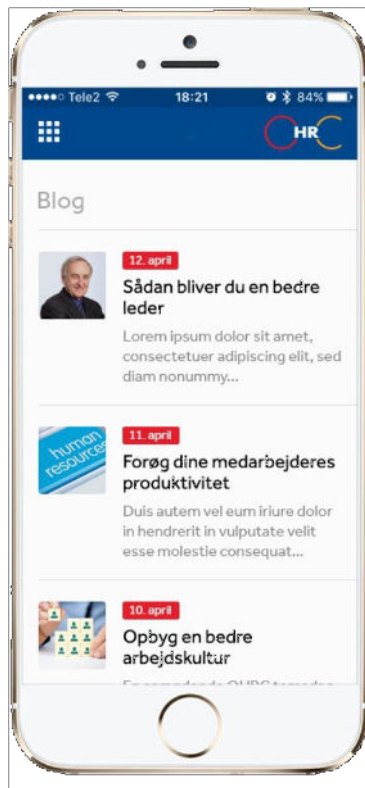 Tele2 18:21 84%
HR
Blog
12. april
Sådan bliver du en bedre
leder
Lorem ipsum dolor sit amet,
consectetuer adipiscing elit, sed
diam nonummy...
human
resources
11. april
Forøg dine medarbejderes
produktivitet
Duis autem vel eum iriure dolor
in hendrerit in vulputate velit
esse molestie consequat...
10. april
Opbyg en bedre
arbejdskultur